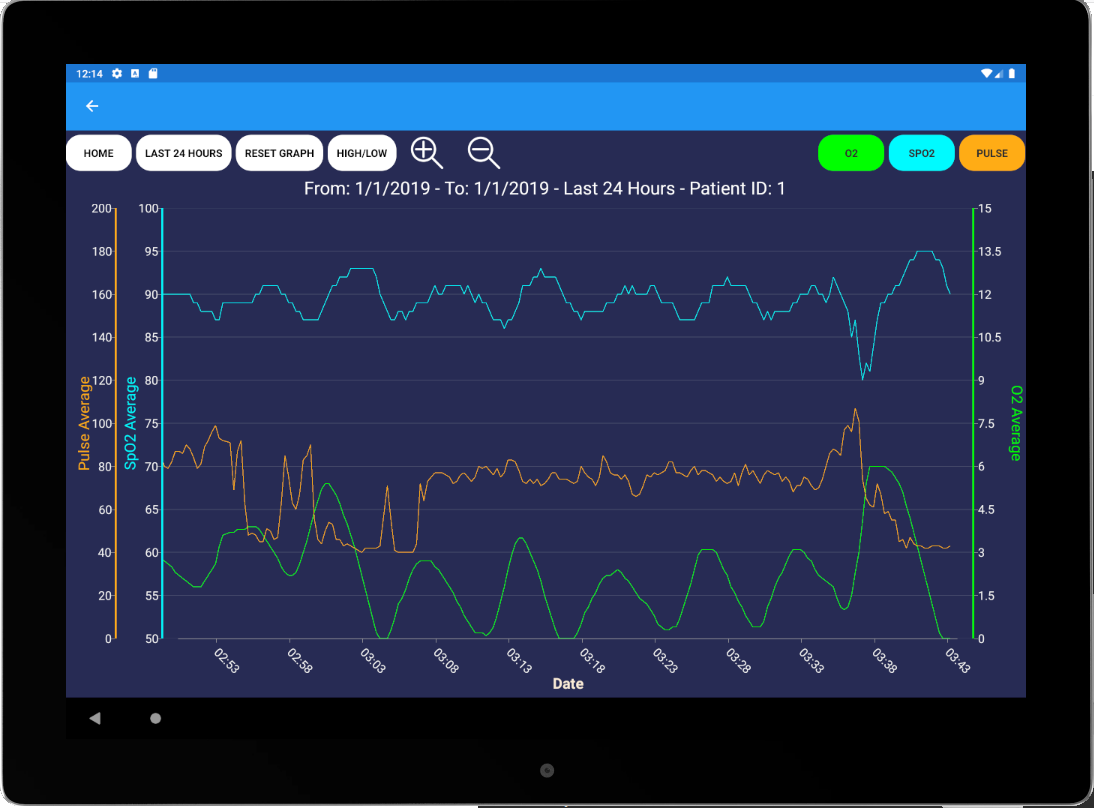 12:14
HOME LAST 24 HOURS RESET GRAPH HIGH/LOW O2 SPO2 PULSE
From: 1/1/2019 - To: 1/1/2019 - Last 24 Hours - Patient ID: 1
200 100 15
180 95 13.5
160 90 12
140 85 10.5
120 80 9
100 75 7.5
80 70 6
60 65 4.5
40 60 3
20 55 1.5
0 50 0
Pulse Average
SpO2 Average
O2 Average
02:53 02:58 03:03 03:08 03:13 03:18 03:23 03:28 03:33 03:38 03:43
Date